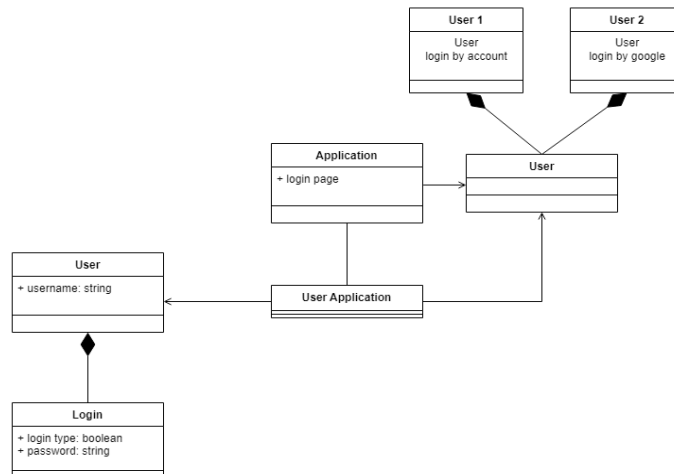 User 1
User
login by account
User 2
User
login by google
Application
+ login page
User
User
+ username: string
User Application
Login
+ login type: boolean
+ password: string